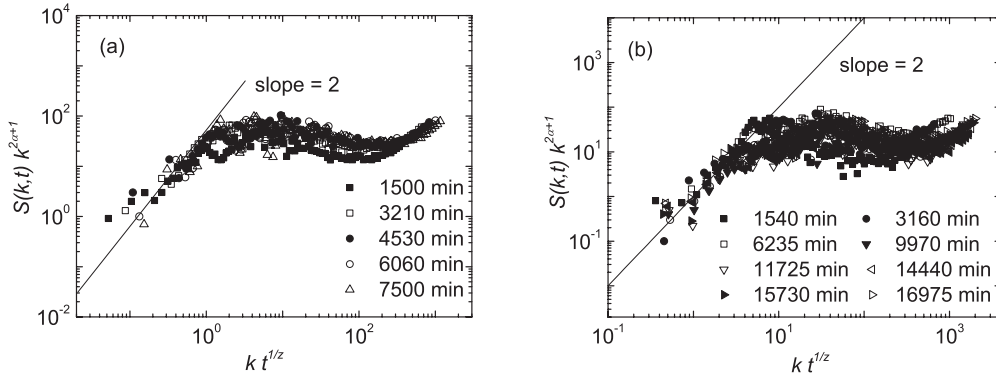 (a)
slope = 2
S(k,t) k^{2α+1}
10^4
10^2
10^0
10^{-2}
10^0
10^2
k t^{1/z}
1500 min
3210 min
4530 min
6060 min
7500 min
(b)
slope = 2
S(k,t) k^{2α+1}
10^3
10^1
10^{-1}
10^{-1}
10^1
10^3
k t^{1/z}
1540 min
3160 min
6235 min
9970 min
11725 min
14440 min
15730 min
16975 min